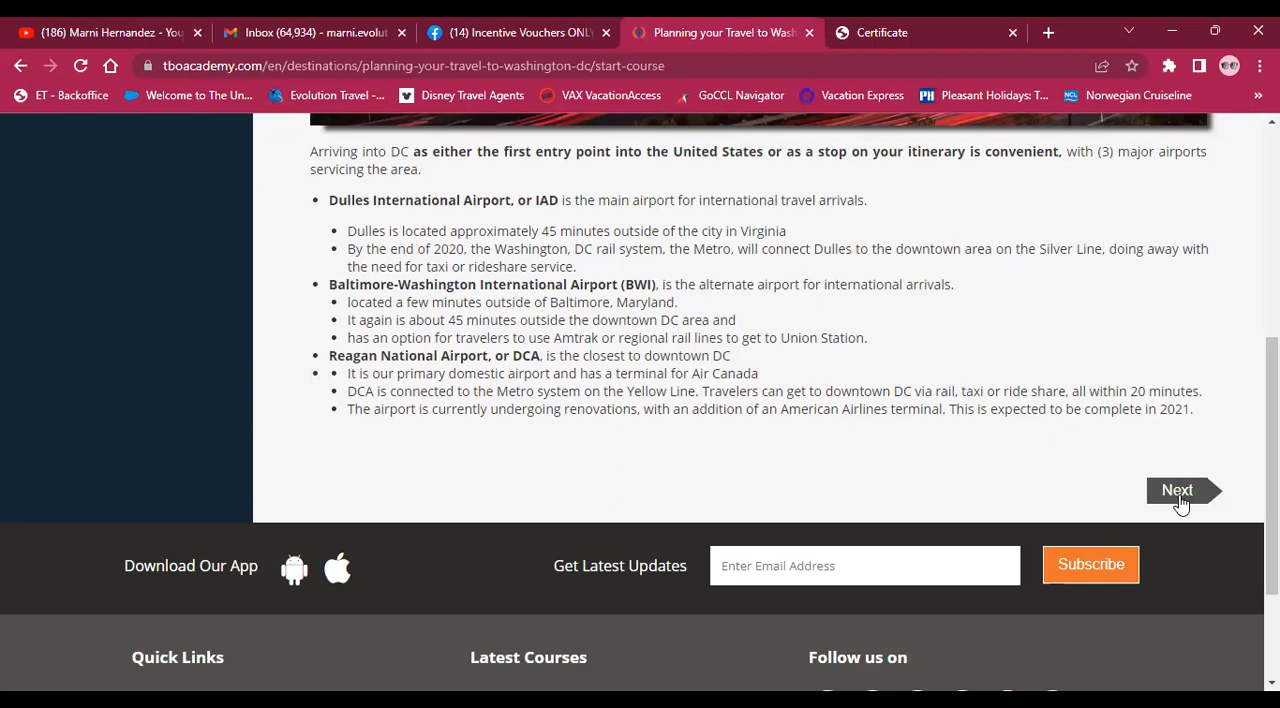 (186) Marni Hernandez - You
Inbox (64,934) - marni.evolut
(14) Incentive Vouchers ONLY
Planning your Travel to Wash
Certificate
tboacademy.com/en/destinations/planning-your-travel-to-washington-dc/start-course
ET - Backoffice
Welcome to The Un...
Evolution Travel -...
Disney Travel Agents
VAX VacationAccess
GoCCL Navigator
Vacation Express
PH Pleasant Holidays: T...
NCL Norwegian Cruiseline
»
Arriving into DC as either the first entry point into the United States or as a stop on your itinerary is convenient, with (3) major airports
servicing the area.
• Dulles International Airport, or IAD is the main airport for international travel arrivals.
• Dulles is located approximately 45 minutes outside of the city in Virginia
• By the end of 2020, the Washington, DC rail system, the Metro, will connect Dulles to the downtown area on the Silver Line, doing away with
the need for taxi or rideshare service.
• Baltimore-Washington International Airport (BWI), is the alternate airport for international arrivals.
• located a few minutes outside of Baltimore, Maryland.
• It again is about 45 minutes outside the downtown DC area and
• has an option for travelers to use Amtrak or regional rail lines to get to Union Station.
• Reagan National Airport, or DCA, is the closest to downtown DC
• • It is our primary domestic airport and has a terminal for Air Canada
• DCA is connected to the Metro system on the Yellow Line. Travelers can get to downtown DC via rail, taxi or ride share, all within 20 minutes.
• The airport is currently undergoing renovations, with an addition of an American Airlines terminal. This is expected to be complete in 2021.
Next
Download Our App
Get Latest Updates
Enter Email Address
Subscribe
Quick Links
Latest Courses
Follow us on